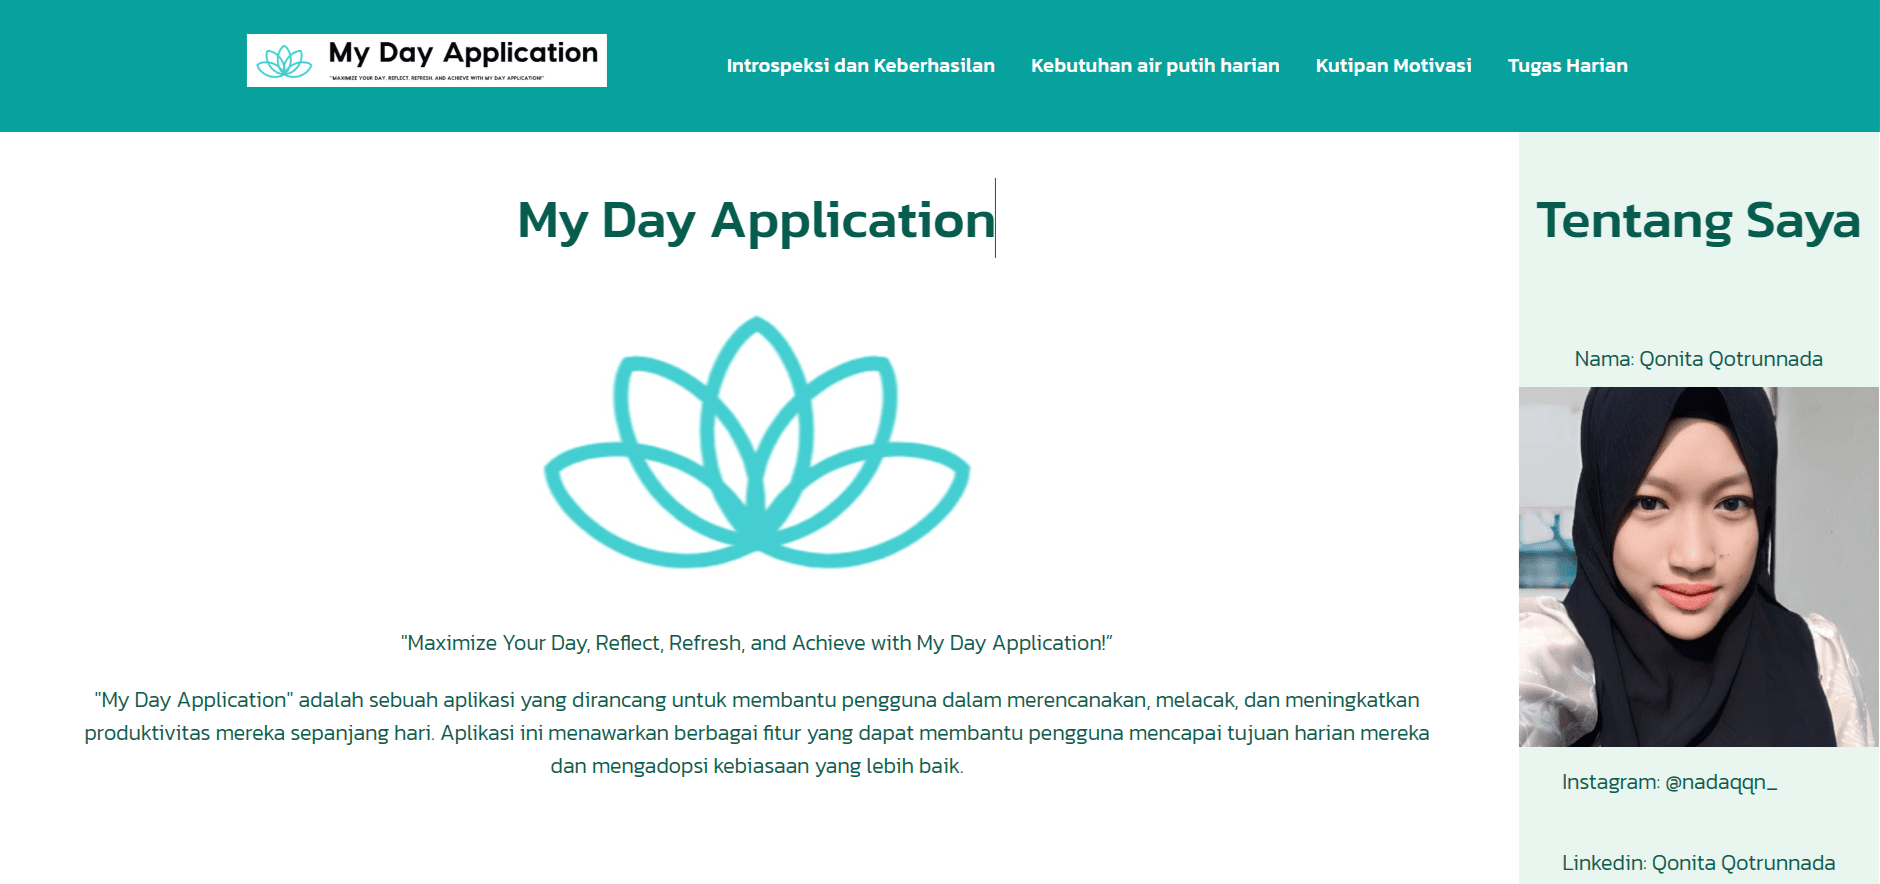 My Day Application
"MAXIMIZE YOUR DAY, REFLECT, REFRESH, AND ACHIEVE WITH MY DAY APPLICATION!"
Introspeksi dan Keberhasilan
Kebutuhan air putih harian
Kutipan Motivasi
Tugas Harian
My Day Application
"Maximize Your Day, Reflect, Refresh, and Achieve with My Day Application!”
"My Day Application" adalah sebuah aplikasi yang dirancang untuk membantu pengguna dalam merencanakan, melacak, dan meningkatkan
produktivitas mereka sepanjang hari. Aplikasi ini menawarkan berbagai fitur yang dapat membantu pengguna mencapai tujuan harian mereka
dan mengadopsi kebiasaan yang lebih baik.
Tentang Saya
Nama: Qonita Qotrunnada
Instagram: @nadaqqn_
Linkedin: Qonita Qotrunnada